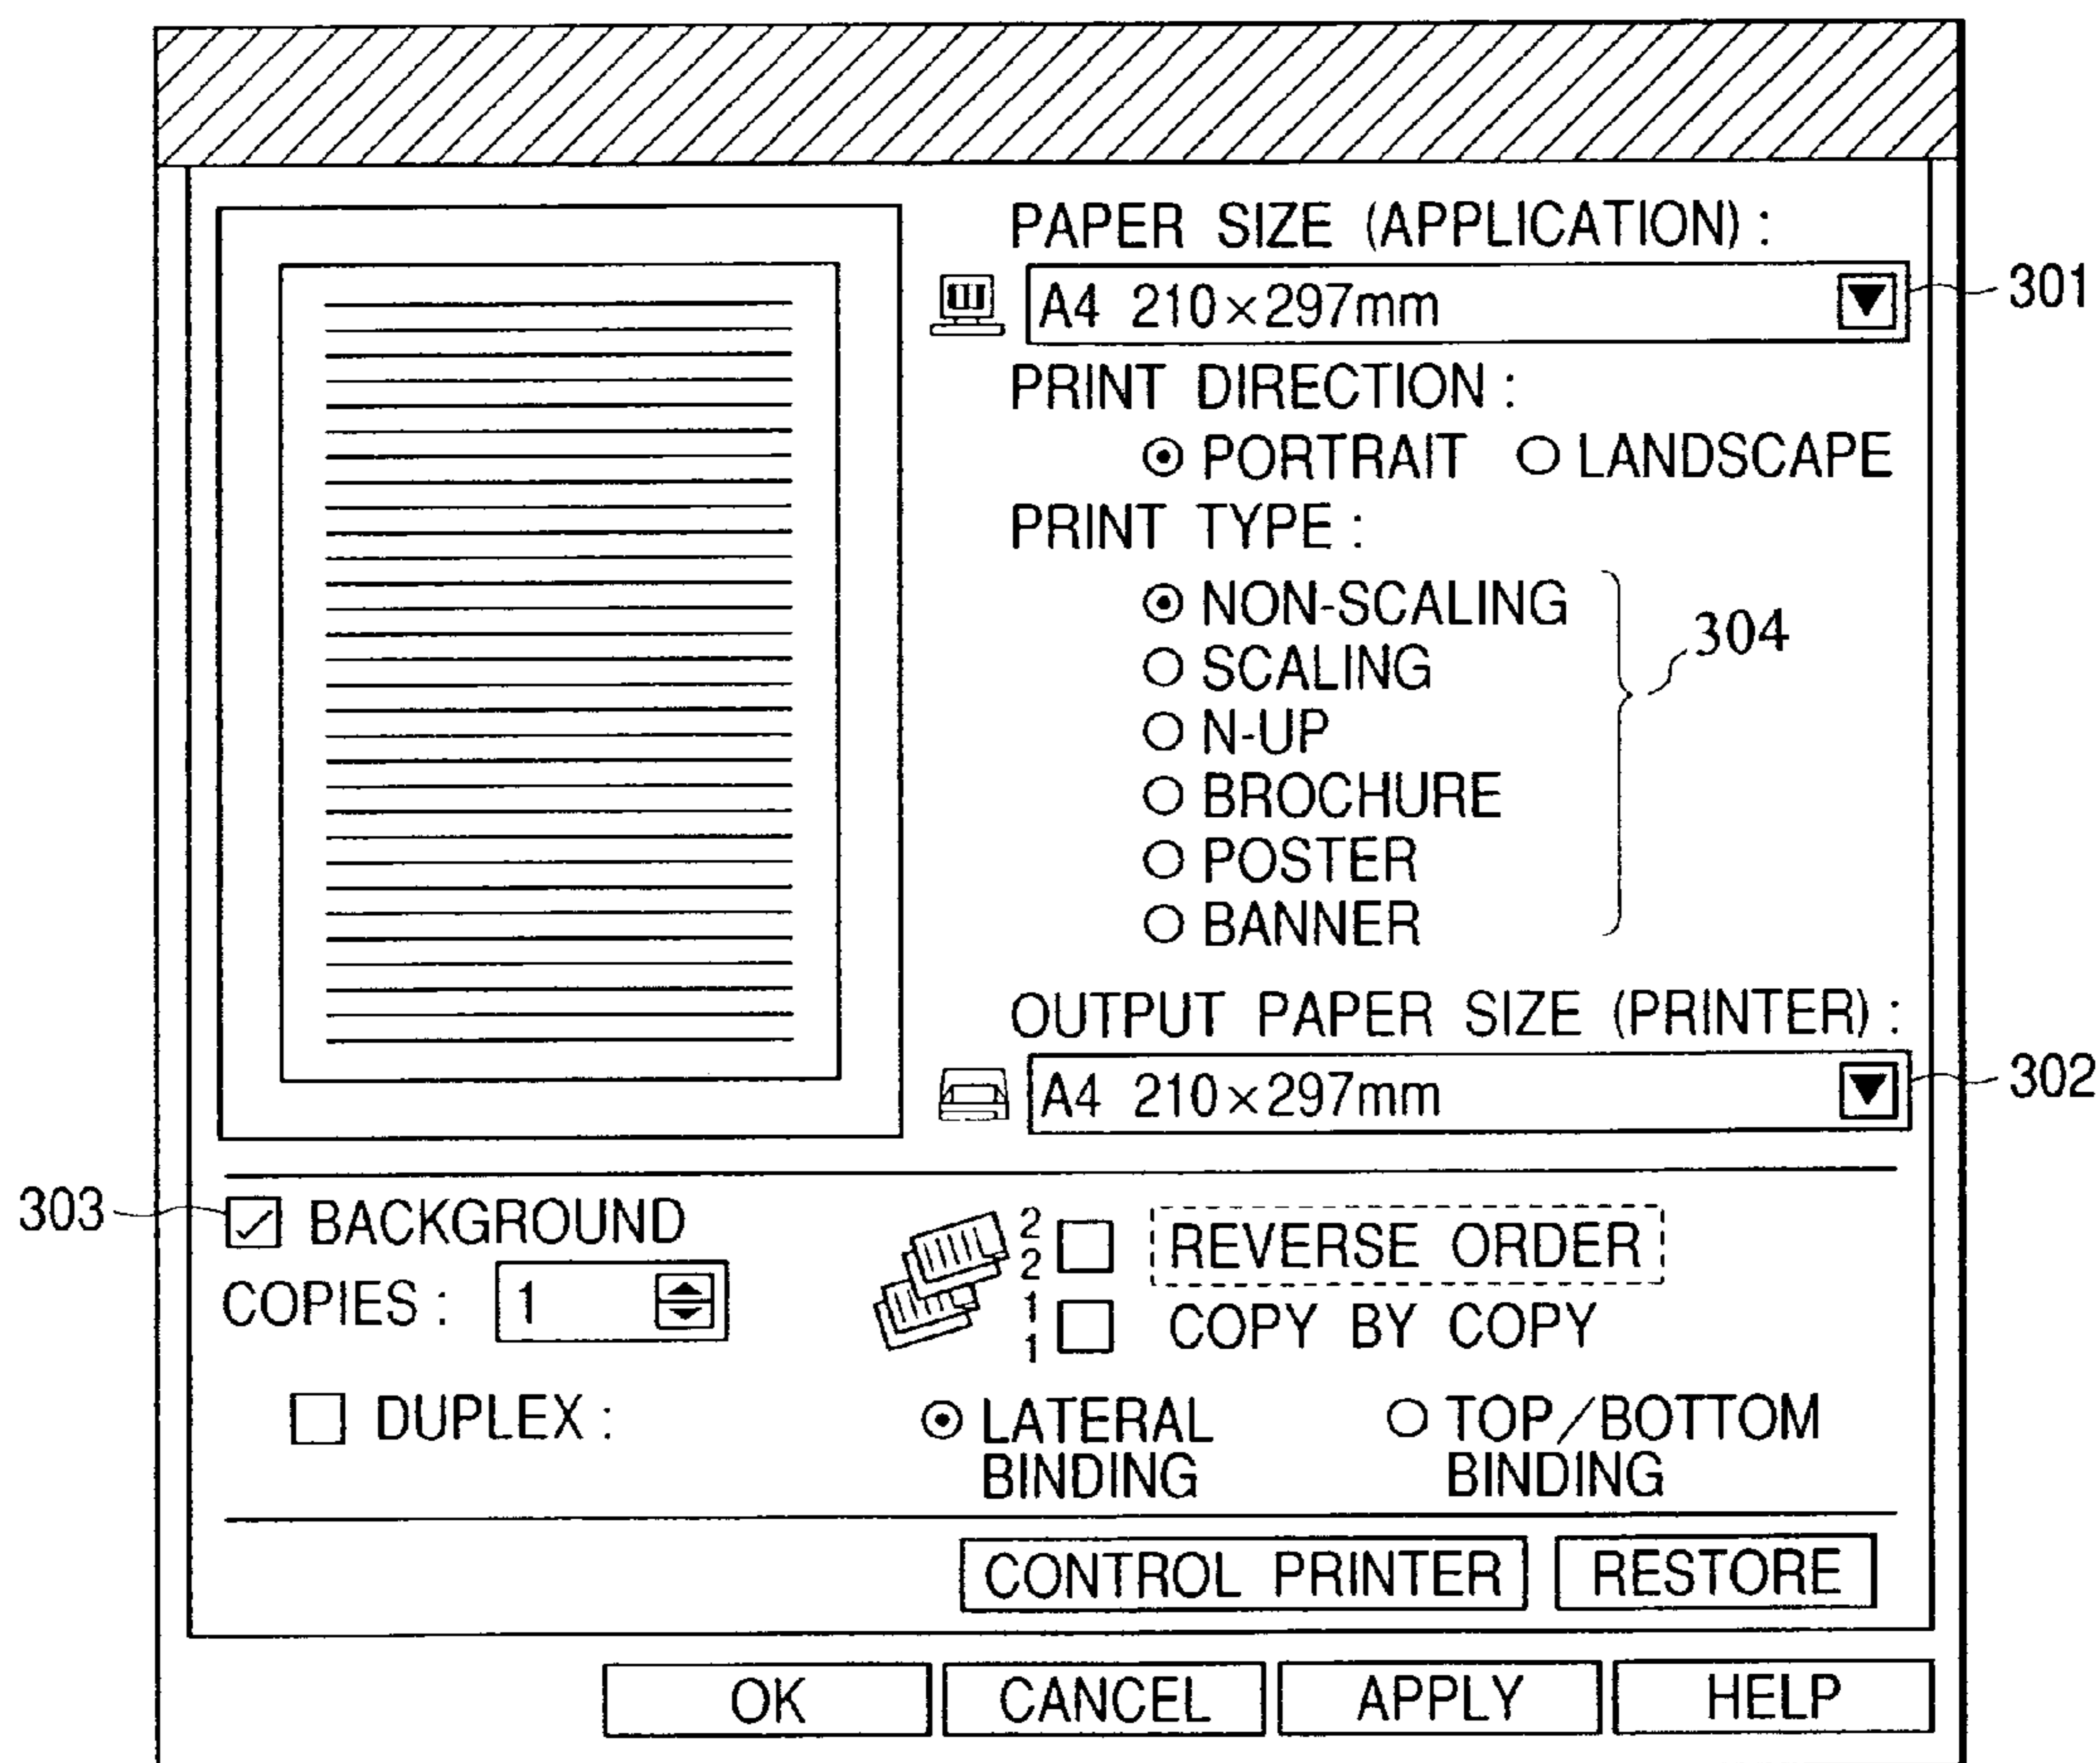 PAPER SIZE (APPLICATION) :
A4 210×297mm
301
PRINT DIRECTION :
PORTRAIT LANDSCAPE
PRINT TYPE :
NON-SCALING
SCALING
304
N-UP
BROCHURE
POSTER
BANNER
OUTPUT PAPER SIZE (PRINTER) :
A4 210×297mm
302
303
BACKGROUND
COPIES : 1
2
2
REVERSE ORDER
1
1
COPY BY COPY
DUPLEX :
LATERAL
BINDING
TOP/BOTTOM
BINDING
CONTROL PRINTER RESTORE
OK CANCEL APPLY HELP